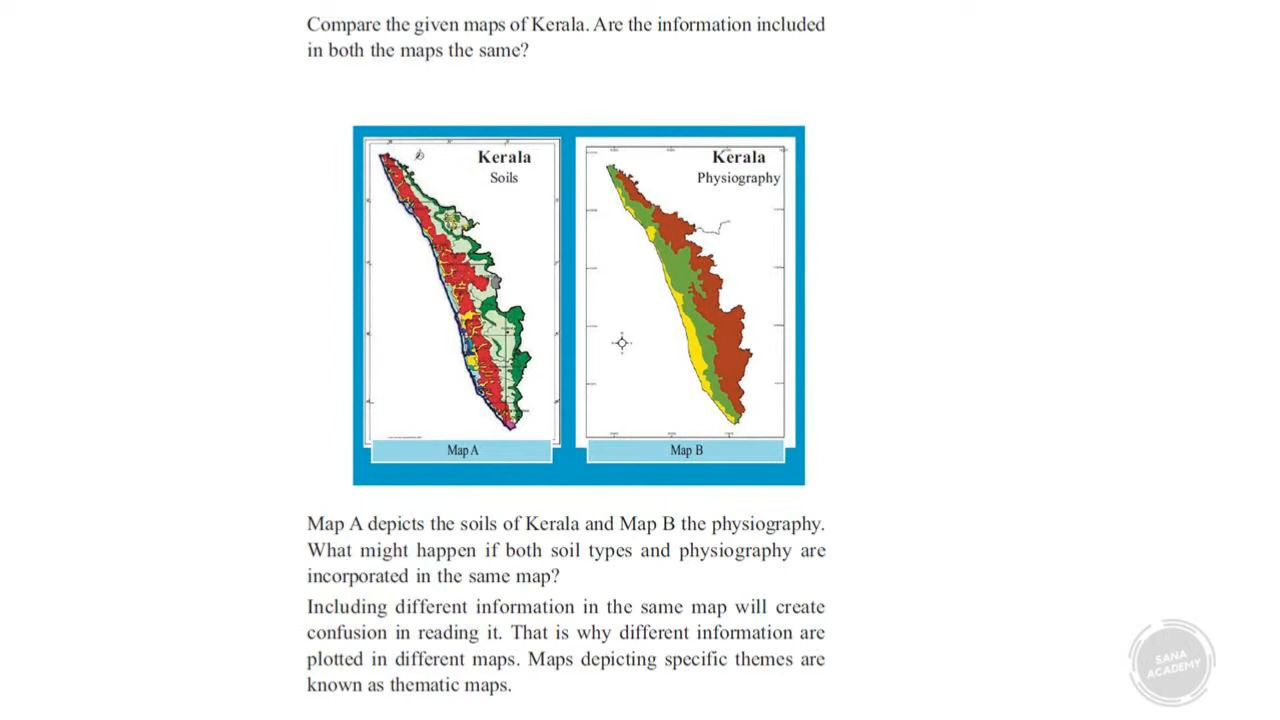 Compare the given maps of Kerala. Are the information included
in both the maps the same?
Kerala
Soils
Kerala
Physiography
Map A
Map B
Map A depicts the soils of Kerala and Map B the physiography.
What might happen if both soil types and physiography are
incorporated in the same map?
Including different information in the same map will create
confusion in reading it. That is why different information are
plotted in different maps. Maps depicting specific themes are
known as thematic maps.
SANA
ACADEMY